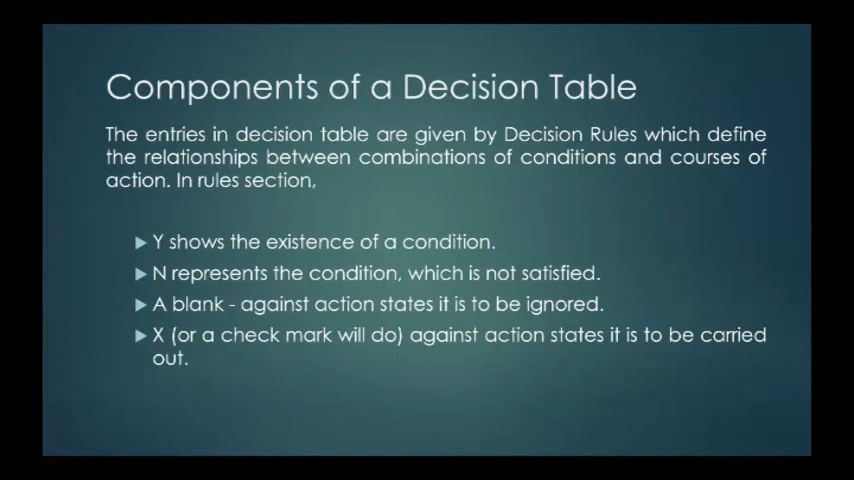 Components of a Decision Table
The entries in decision table are given by Decision Rules which define
the relationships between combinations of conditions and courses of
action. In rules section,
Y shows the existence of a condition.
N represents the condition, which is not satisfied.
A blank - against action states it is to be ignored.
X (or a check mark will do) against action states it is to be carried
out.